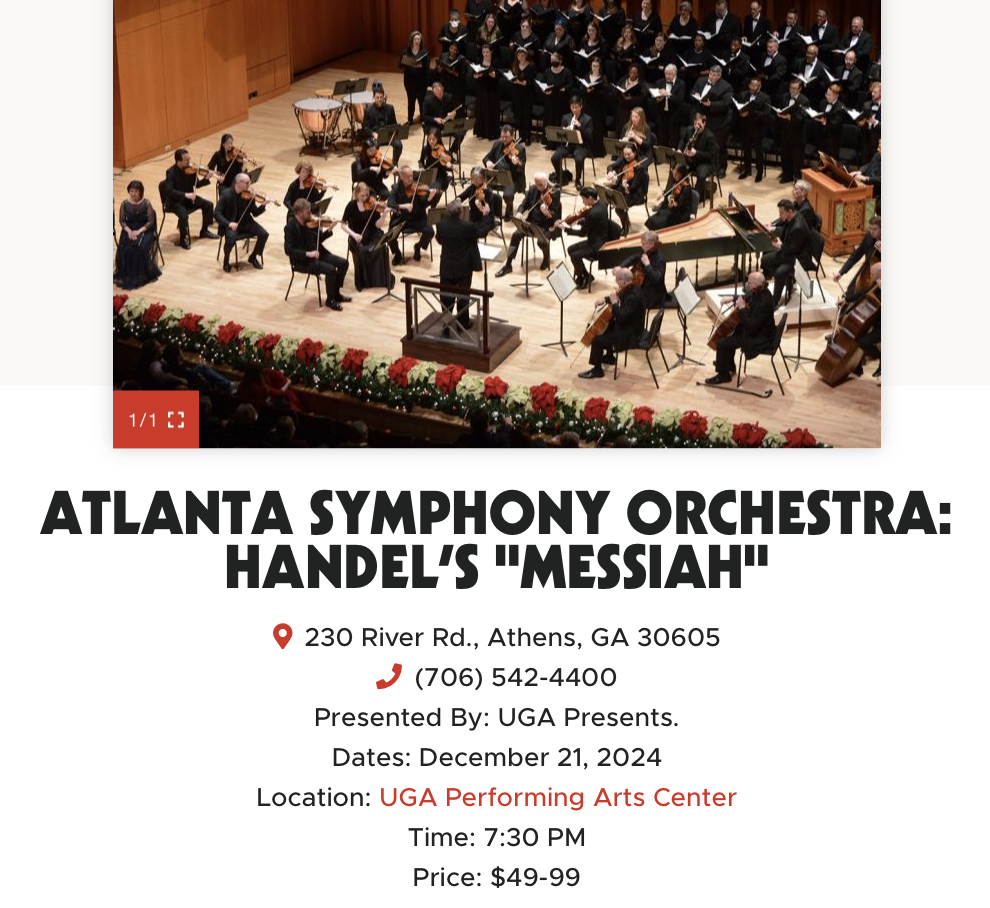 1/1
ATLANTA SYMPHONY ORCHESTRA:
HANDEL’S "MESSIAH"
230 River Rd., Athens, GA 30605
(706) 542-4400
Presented By: UGA Presents.
Dates: December 21, 2024
Location: UGA Performing Arts Center
Time: 7:30 PM
Price: $49-99